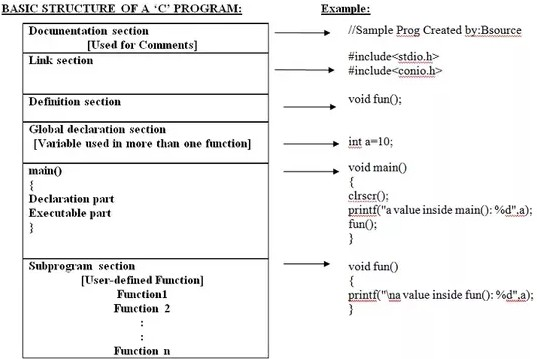 BASIC STRUCTURE OF A ‘C’ PROGRAM:
Documentation section
[Used for Comments]
Link section
Definition section
Global declaration section
[Variable used in more than one function]
main()
{
Declaration part
Executable part
}
Subprogram section
[User-defined Function]
Function1
Function 2
:
:
Function n
Example:
//Sample Prog Created by:Bsource
#include<stdio.h>
#include<conio.h>
void fun();
int a=10;
void main()
{
clrscr();
printf("a value inside main(): %d",a);
fun();
}
void fun()
{
printf("\na value inside fun(): %d",a);
}